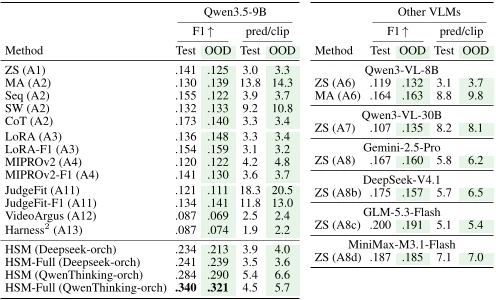 Qwen3.5-9B
F1↑ pred/clip
Method Test OOD Test OOD
ZS (A1) .141 .125 3.0 3.3
MA (A2) .130 .139 13.8 14.3
Seq (A2) .155 .122 3.9 3.7
SW (A2) .132 .133 9.2 10.8
CoT (A2) .173 .140 3.3 3.4
LoRA (A3) .136 .148 3.3 3.4
LoRA-F1 (A3) .154 .159 3.1 3.2
MIPROv2 (A4) .120 .122 4.2 4.8
MIPROv2-F1 (A4) .141 .130 3.6 3.7
JudgeFit (A11) .121 .111 18.3 20.5
JudgeFit-F1 (A11) .134 .141 11.8 13.0
VideoArgus (A12) .087 .069 2.5 2.4
Harness² (A13) .087 .074 1.9 2.2
HSM (Deepseek-orch) .234 .213 3.9 4.0
HSM-Full (Deepseek-orch) .241 .239 3.5 3.6
HSM (QwenThinking-orch) .284 .290 5.4 6.6
HSM-Full (QwenThinking-orch) .340 .321 4.5 5.7
Other VLMs
F1↑ pred/clip
Method Test OOD Test OOD
Qwen3-VL-8B
ZS (A6) .119 .132 3.1 3.7
MA (A6) .164 .163 8.8 9.8
Qwen3-VL-30B
ZS (A7) .107 .135 8.2 8.1
Gemini-2.5-Pro
ZS (A8) .167 .160 5.8 6.2
DeepSeek-V4.1
ZS (A8b) .175 .157 5.7 6.5
GLM-5.3-Flash
ZS (A8c) .200 .191 5.1 5.4
MiniMax-M3.1-Flash
ZS (A8d) .187 .185 7.1 7.0